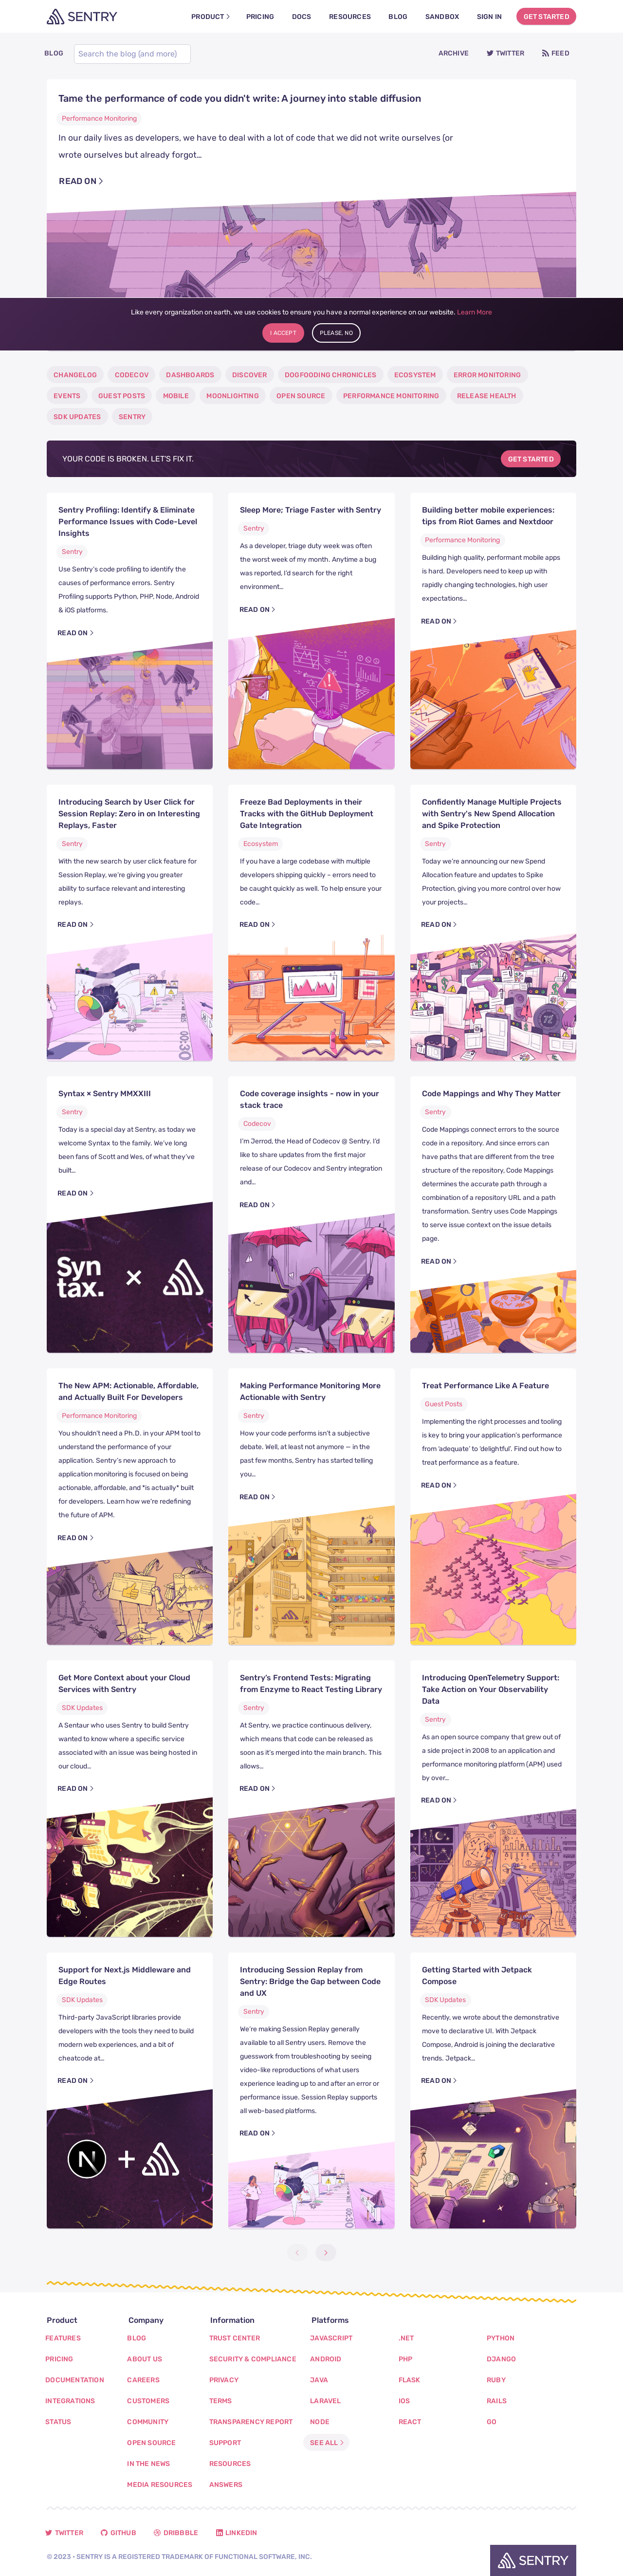 SENTRY
PRODUCT
PRICING
DOCS
RESOURCES
BLOG
SANDBOX
SIGN IN
GET STARTED
BLOG
Search the blog (and more)
ARCHIVE
TWITTER
FEED
Tame the performance of code you didn't write: A journey into stable diffusion
Performance Monitoring
In our daily lives as developers, we have to deal with a lot of code that we did not write ourselves (or
wrote ourselves but already forgot…
READ ON
Like every organization on earth, we use cookies to ensure you have a normal experience on our website. Learn More
I ACCEPT
PLEASE, NO
CHANGELOG
CODECOV
DASHBOARDS
DISCOVER
DOGFOODING CHRONICLES
ECOSYSTEM
ERROR MONITORING
EVENTS
GUEST POSTS
MOBILE
MOONLIGHTING
OPEN SOURCE
PERFORMANCE MONITORING
RELEASE HEALTH
SDK UPDATES
SENTRY
YOUR CODE IS BROKEN. LET'S FIX IT.
GET STARTED
Sentry Profiling: Identify & Eliminate
Performance Issues with Code-Level
Insights
Sentry
Use Sentry's code profiling to identify the
causes of performance errors. Sentry
Profiling supports Python, PHP, Node, Android
& iOS platforms.
READ ON
Sleep More; Triage Faster with Sentry
Sentry
As a developer, triage duty week was often
the worst week of my month. Anytime a bug
was reported, I'd search for the right
environment…
READ ON
Building better mobile experiences:
tips from Riot Games and Nextdoor
Performance Monitoring
Building high quality, performant mobile apps
is hard. Developers need to keep up with
rapidly changing technologies, high user
expectations…
READ ON
Introducing Search by User Click for
Session Replay: Zero in on Interesting
Replays, Faster
Sentry
With the new search by user click feature for
Session Replay, we're giving you greater
ability to surface relevant and interesting
replays.
READ ON
00:30
Freeze Bad Deployments in their
Tracks with the GitHub Deployment
Gate Integration
Ecosystem
If you have a large codebase with multiple
developers shipping quickly – errors need to
be caught quickly as well. To help ensure your
code…
READ ON
Confidently Manage Multiple Projects
with Sentry's New Spend Allocation
and Spike Protection
Sentry
Today we're announcing our new Spend
Allocation feature and updates to Spike
Protection, giving you more control over how
your projects…
READ ON
Syntax × Sentry MMXXIII
Sentry
Today is a special day at Sentry, as today we
welcome Syntax to the family. We've long
been fans of Scott and Wes, of what they've
built…
READ ON
Syn
tax.
×
Code coverage insights - now in your
stack trace
Codecov
I'm Jerrod, the Head of Codecov @ Sentry. I'd
like to share updates from the first major
release of our Codecov and Sentry integration
and…
READ ON
Code Mappings and Why They Matter
Sentry
Code Mappings connect errors to the source
code in a repository. And since errors can
have paths that are different from the tree
structure of the repository, Code Mappings
determines the accurate path through a
combination of a repository URL and a path
transformation. Sentry uses Code Mappings
to serve issue context on the issue details
page.
READ ON
The New APM: Actionable, Affordable,
and Actually Built For Developers
Performance Monitoring
You shouldn't need a Ph.D. in your APM tool to
understand the performance of your
application. Sentry's new approach to
application monitoring is focused on being
actionable, affordable, and *is actually* built
for developers. Learn how we're redefining
the future of APM.
READ ON
Making Performance Monitoring More
Actionable with Sentry
Sentry
How your code performs isn't a subjective
debate. Well, at least not anymore — in the
past few months, Sentry has started telling
you…
READ ON
Treat Performance Like A Feature
Guest Posts
Implementing the right processes and tooling
is key to bring your application's performance
from 'adequate' to 'delightful'. Find out how to
treat performance as a feature.
READ ON
Get More Context about your Cloud
Services with Sentry
SDK Updates
A Sentaur who uses Sentry to build Sentry
wanted to know where a specific service
associated with an issue was being hosted in
our cloud…
READ ON
Sentry's Frontend Tests: Migrating
from Enzyme to React Testing Library
Sentry
At Sentry, we practice continuous delivery,
which means that code can be released as
soon as it's merged into the main branch. This
allows…
READ ON
Introducing OpenTelemetry Support:
Take Action on Your Observability
Data
Sentry
As an open source company that grew out of
a side project in 2008 to an application and
performance monitoring platform (APM) used
by over…
READ ON
Support for Next.js Middleware and
Edge Routes
SDK Updates
Third-party JavaScript libraries provide
developers with the tools they need to build
modern web experiences, and a bit of
cheatcode at…
READ ON
N +
Introducing Session Replay from
Sentry: Bridge the Gap between Code
and UX
Sentry
We're making Session Replay generally
available to all Sentry users. Remove the
guesswork from troubleshooting by seeing
video-like reproductions of what users
experience leading up to and after an error or
performance issue. Session Replay supports
all web-based platforms.
READ ON
00:30
Getting Started with Jetpack
Compose
SDK Updates
Recently, we wrote about the demonstrative
move to declarative UI. With Jetpack
Compose, Android is joining the declarative
trends. Jetpack…
READ ON
Product
FEATURES
PRICING
DOCUMENTATION
INTEGRATIONS
STATUS
Company
BLOG
ABOUT US
CAREERS
CUSTOMERS
COMMUNITY
OPEN SOURCE
IN THE NEWS
MEDIA RESOURCES
Information
TRUST CENTER
SECURITY & COMPLIANCE
PRIVACY
TERMS
TRANSPARENCY REPORT
SUPPORT
RESOURCES
ANSWERS
Platforms
JAVASCRIPT
ANDROID
JAVA
LARAVEL
NODE
SEE ALL
.NET
PHP
FLASK
IOS
REACT
PYTHON
DJANGO
RUBY
RAILS
GO
TWITTER
GITHUB
DRIBBBLE
LINKEDIN
© 2023 • SENTRY IS A REGISTERED TRADEMARK OF FUNCTIONAL SOFTWARE, INC.
SENTRY